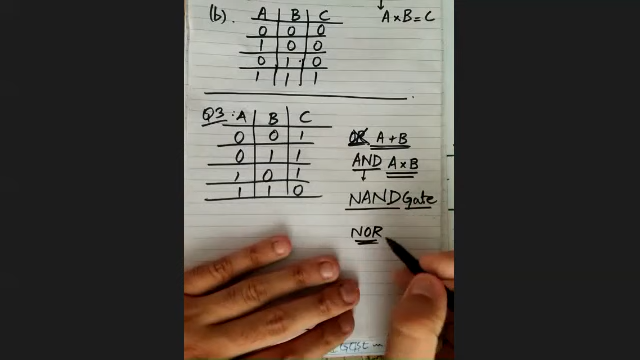 (b). A B C
0 0 0
1 0 0
0 1 0
1 1 1
A×B=C
Q3. A B C
0 0 1
0 1 1
1 0 1
1 1 0
OR A+B
AND A×B
NAND Gate
NOR